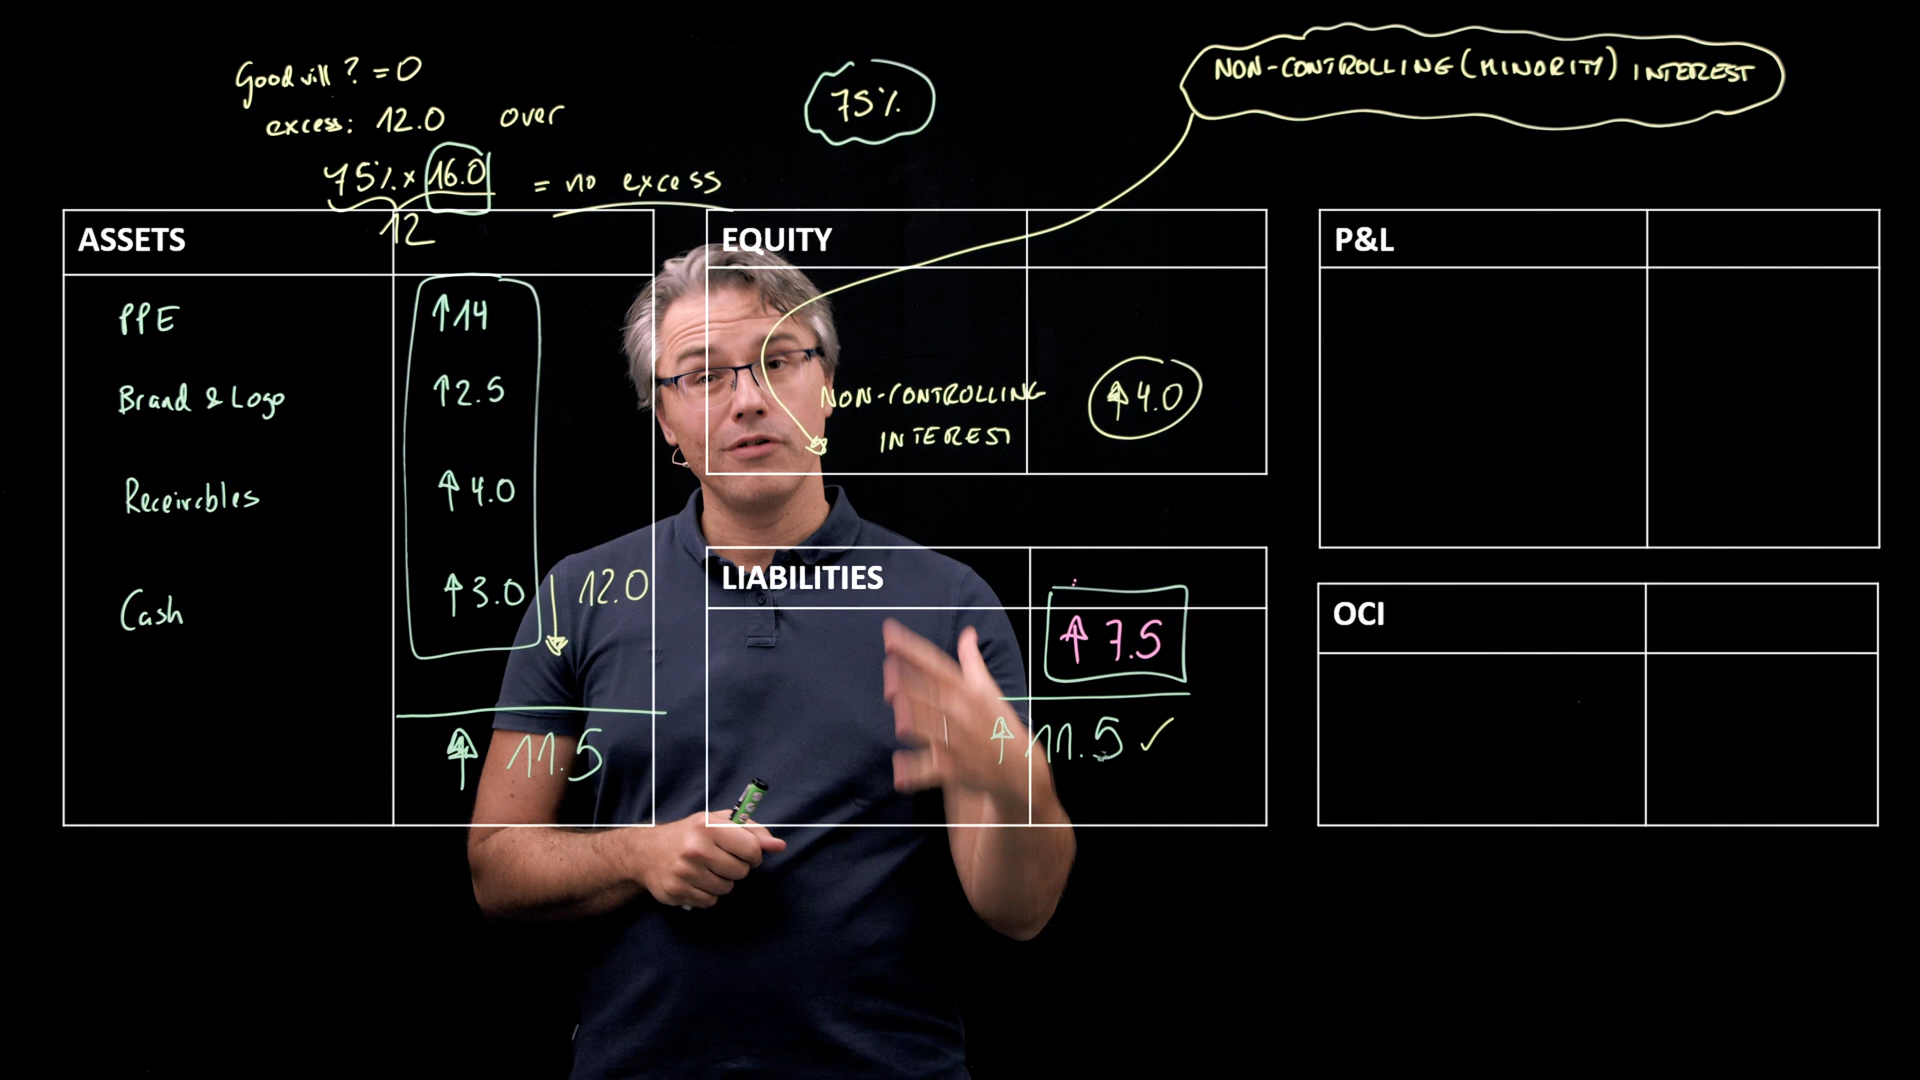 Goodwill? = 0
excess: 12.0 over
75% × 16.0 = no excess
12
75%
NON-CONTROLLING (MINORITY) INTEREST
ASSETS
PPE ↑14
Brand & Logo ↑2.5
Receivables ↑4.0
Cash ↑3.0 ↓12.0
↑ 11.5
EQUITY
NON-CONTROLLING ↑4.0
INTEREST
LIABILITIES
↑ 7.5
↑ 11.5 ✓
P&L
OCI